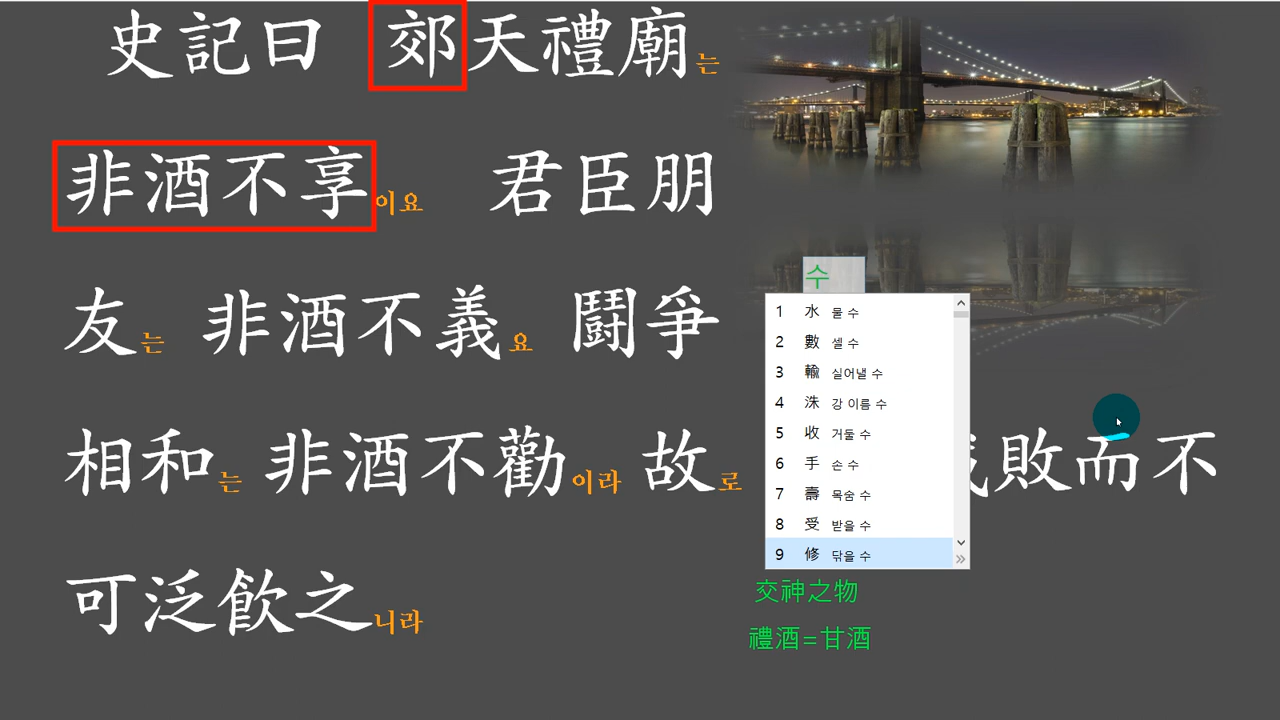 史記曰 郊天禮廟는
非酒不享이요 君臣朋
友는 非酒不義요 鬪爭
相和는 非酒不勸이라 故로 敗而不
可泛飮之니라
수
1 水 물 수
2 數 셀 수
3 輸 실어낼 수
4 洙 강 이름 수
5 收 거둘 수
6 手 손 수
7 壽 목숨 수
8 受 받을 수
9 修 닦을 수
交神之物
禮酒=甘酒